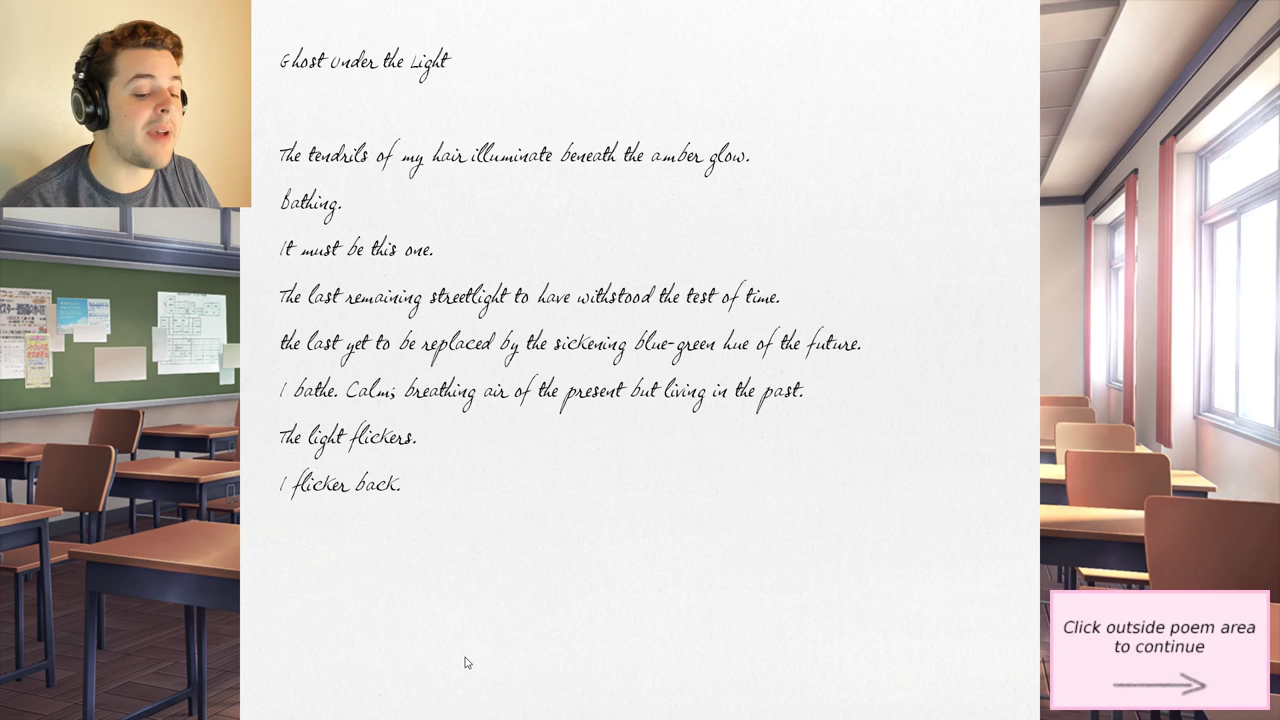 Ghost Under the Light
The tendrils of my hair illuminate beneath the amber glow.
Bathing.
It must be this one.
The last remaining streetlight to have withstood the test of time.
the last yet to be replaced by the sickening blue-green hue of the future.
I bathe. Calm; breathing air of the present but living in the past.
The light flickers.
I flicker back.
Click outside poem area
to continue